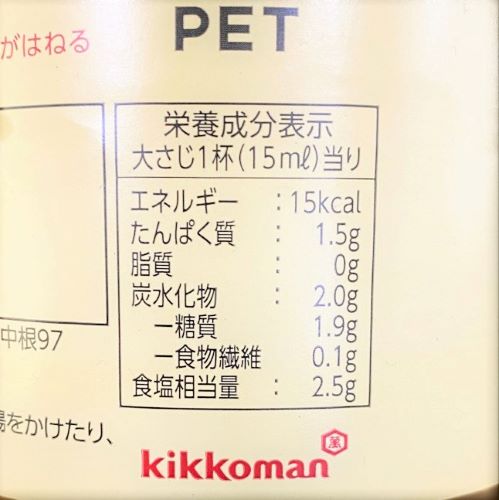 がはねる
PET
栄養成分表示
大さじ1杯(15mℓ)当り
エネルギー : 15kcal
たんぱく質 : 1.5g
脂質 : 0g
炭水化物 : 2.0g
ー糖質 1.9g
ー食物繊維 0.1g
食塩相当量 : 2.5g
中根97
をかけたり、
萬
kikkoman